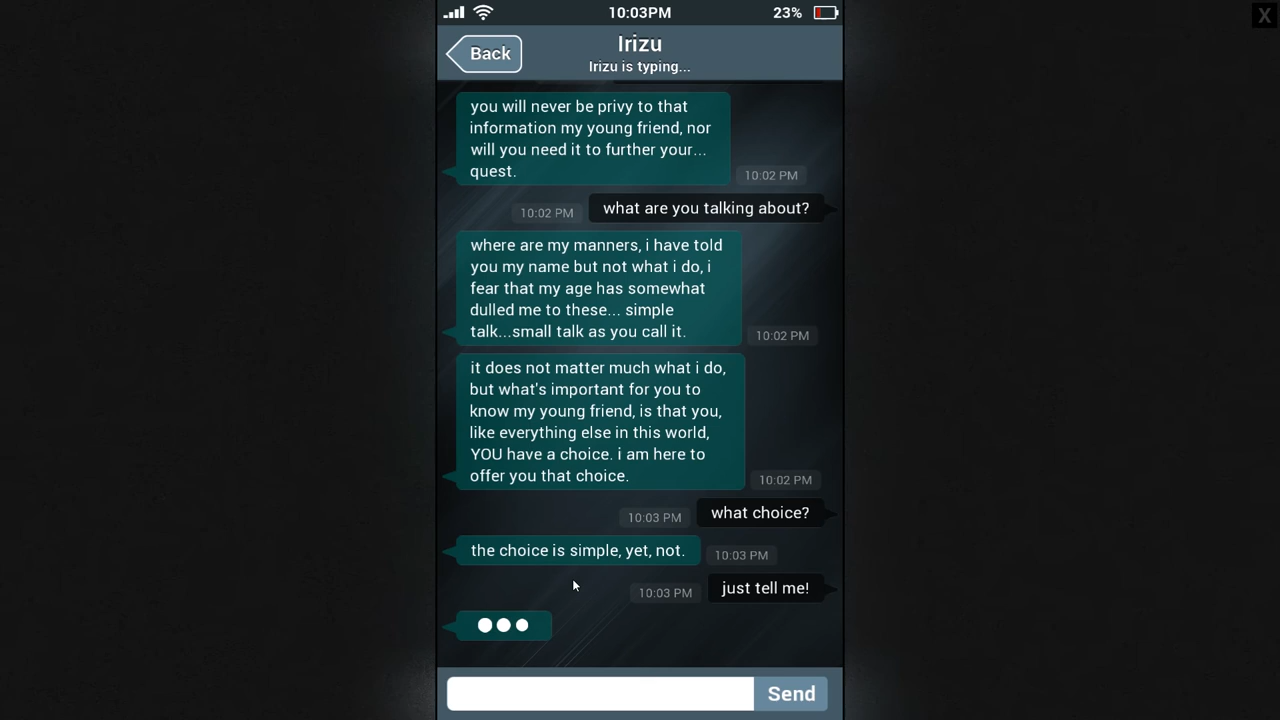 10:03PM
23%
X
Back
Irizu
Irizu is typing...
you will never be privy to that
information my young friend, nor
will you need it to further your...
quest.
10:02 PM
what are you talking about?
10:02 PM
where are my manners, i have told
you my name but not what i do, i
fear that my age has somewhat
dulled me to these... simple
talk...small talk as you call it.
10:02 PM
it does not matter much what i do,
but what's important for you to
know my young friend, is that you,
like everything else in this world,
YOU have a choice. i am here to
offer you that choice.
10:02 PM
what choice?
10:03 PM
the choice is simple, yet, not.
10:03 PM
just tell me!
10:03 PM
Send